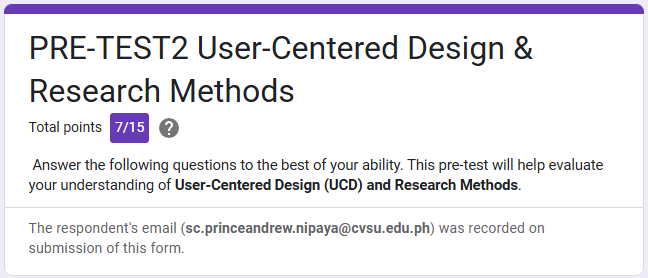 PRE-TEST2 User-Centered Design &
Research Methods
Total points 7/15 ?
Answer the following questions to the best of your ability. This pre-test will help evaluate
your understanding of User-Centered Design (UCD) and Research Methods.
The respondent's email (sc.princeandrew.nipaya@cvsu.edu.ph) was recorded on
submission of this form.